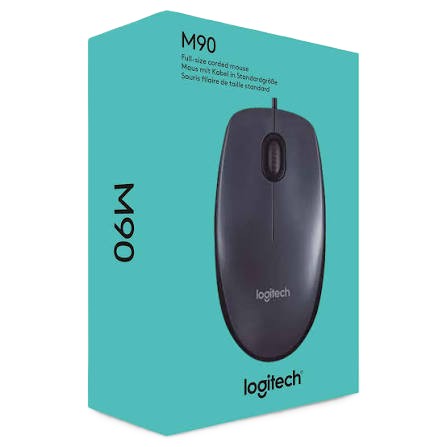 M90
Full-size corded mouse
Maus mit Kabel in Standardgröße
Souris filaire de taille standard
M90
logitech
logitech